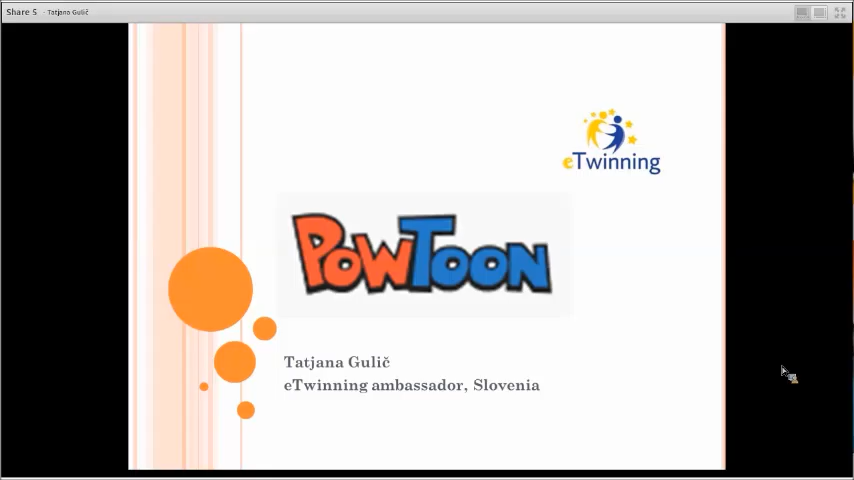 Share 5 - Tatjana Gulič
eTwinning
PowToon
Tatjana Gulič
eTwinning ambassador, Slovenia